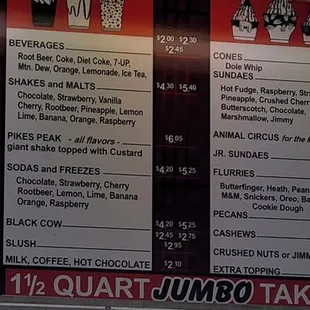 BEVERAGES
$2.00 $2.30
$2.45
Root Beer, Coke, Diet Coke, 7-UP,
Mtn. Dew, Orange, Lemonade, Ice Tea,
SHAKES and MALTS
$4.30 $5.40
Chocolate, Strawberry, Vanilla
Cherry, Rootbeer, Pineapple, Lemon
Lime, Banana, Orange, Raspberry
PIKES PEAK - all flavors -
$6.05
giant shake topped with Custard
SODAS and FREEZES
$4.20 $5.25
Chocolate, Strawberry, Cherry
Rootbeer, Lemon, Lime, Banana
Orange, Raspberry
BLACK COW
$4.20 $5.25
$2.45 $2.75
SLUSH
$2.95
MILK, COFFEE, HOT CHOCOLATE
$2.10
CONES
Dole Whip
SUNDAES
Hot Fudge, Raspberry, Stra
Pineapple, Crushed Cherr
Butterscotch, Chocolate,
Marshmallow, Jimmy
ANIMAL CIRCUS for the k
JR. SUNDAES
FLURRIES
Butterfinger, Heath, Pean
M&M, Snickers, Oreo, Ba
Cookie Dough
PECANS
CASHEWS
CRUSHED NUTS or JIMM
EXTRA TOPPING
1½ QUART JUMBO TAK